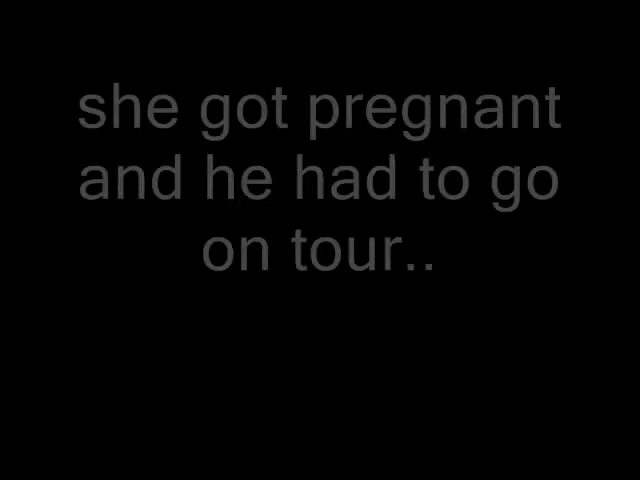 she got pregnant
and he had to go
on tour..